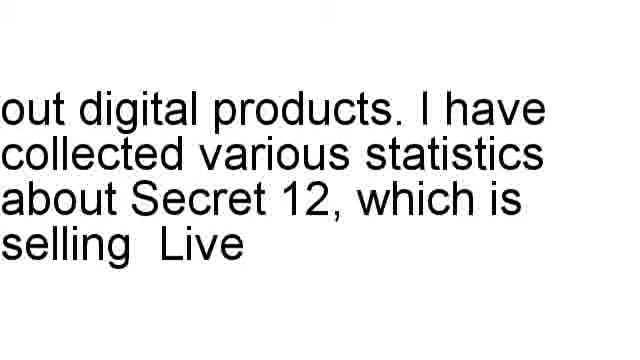 out digital products. I have
collected various statistics
about Secret 12, which is
selling  Live